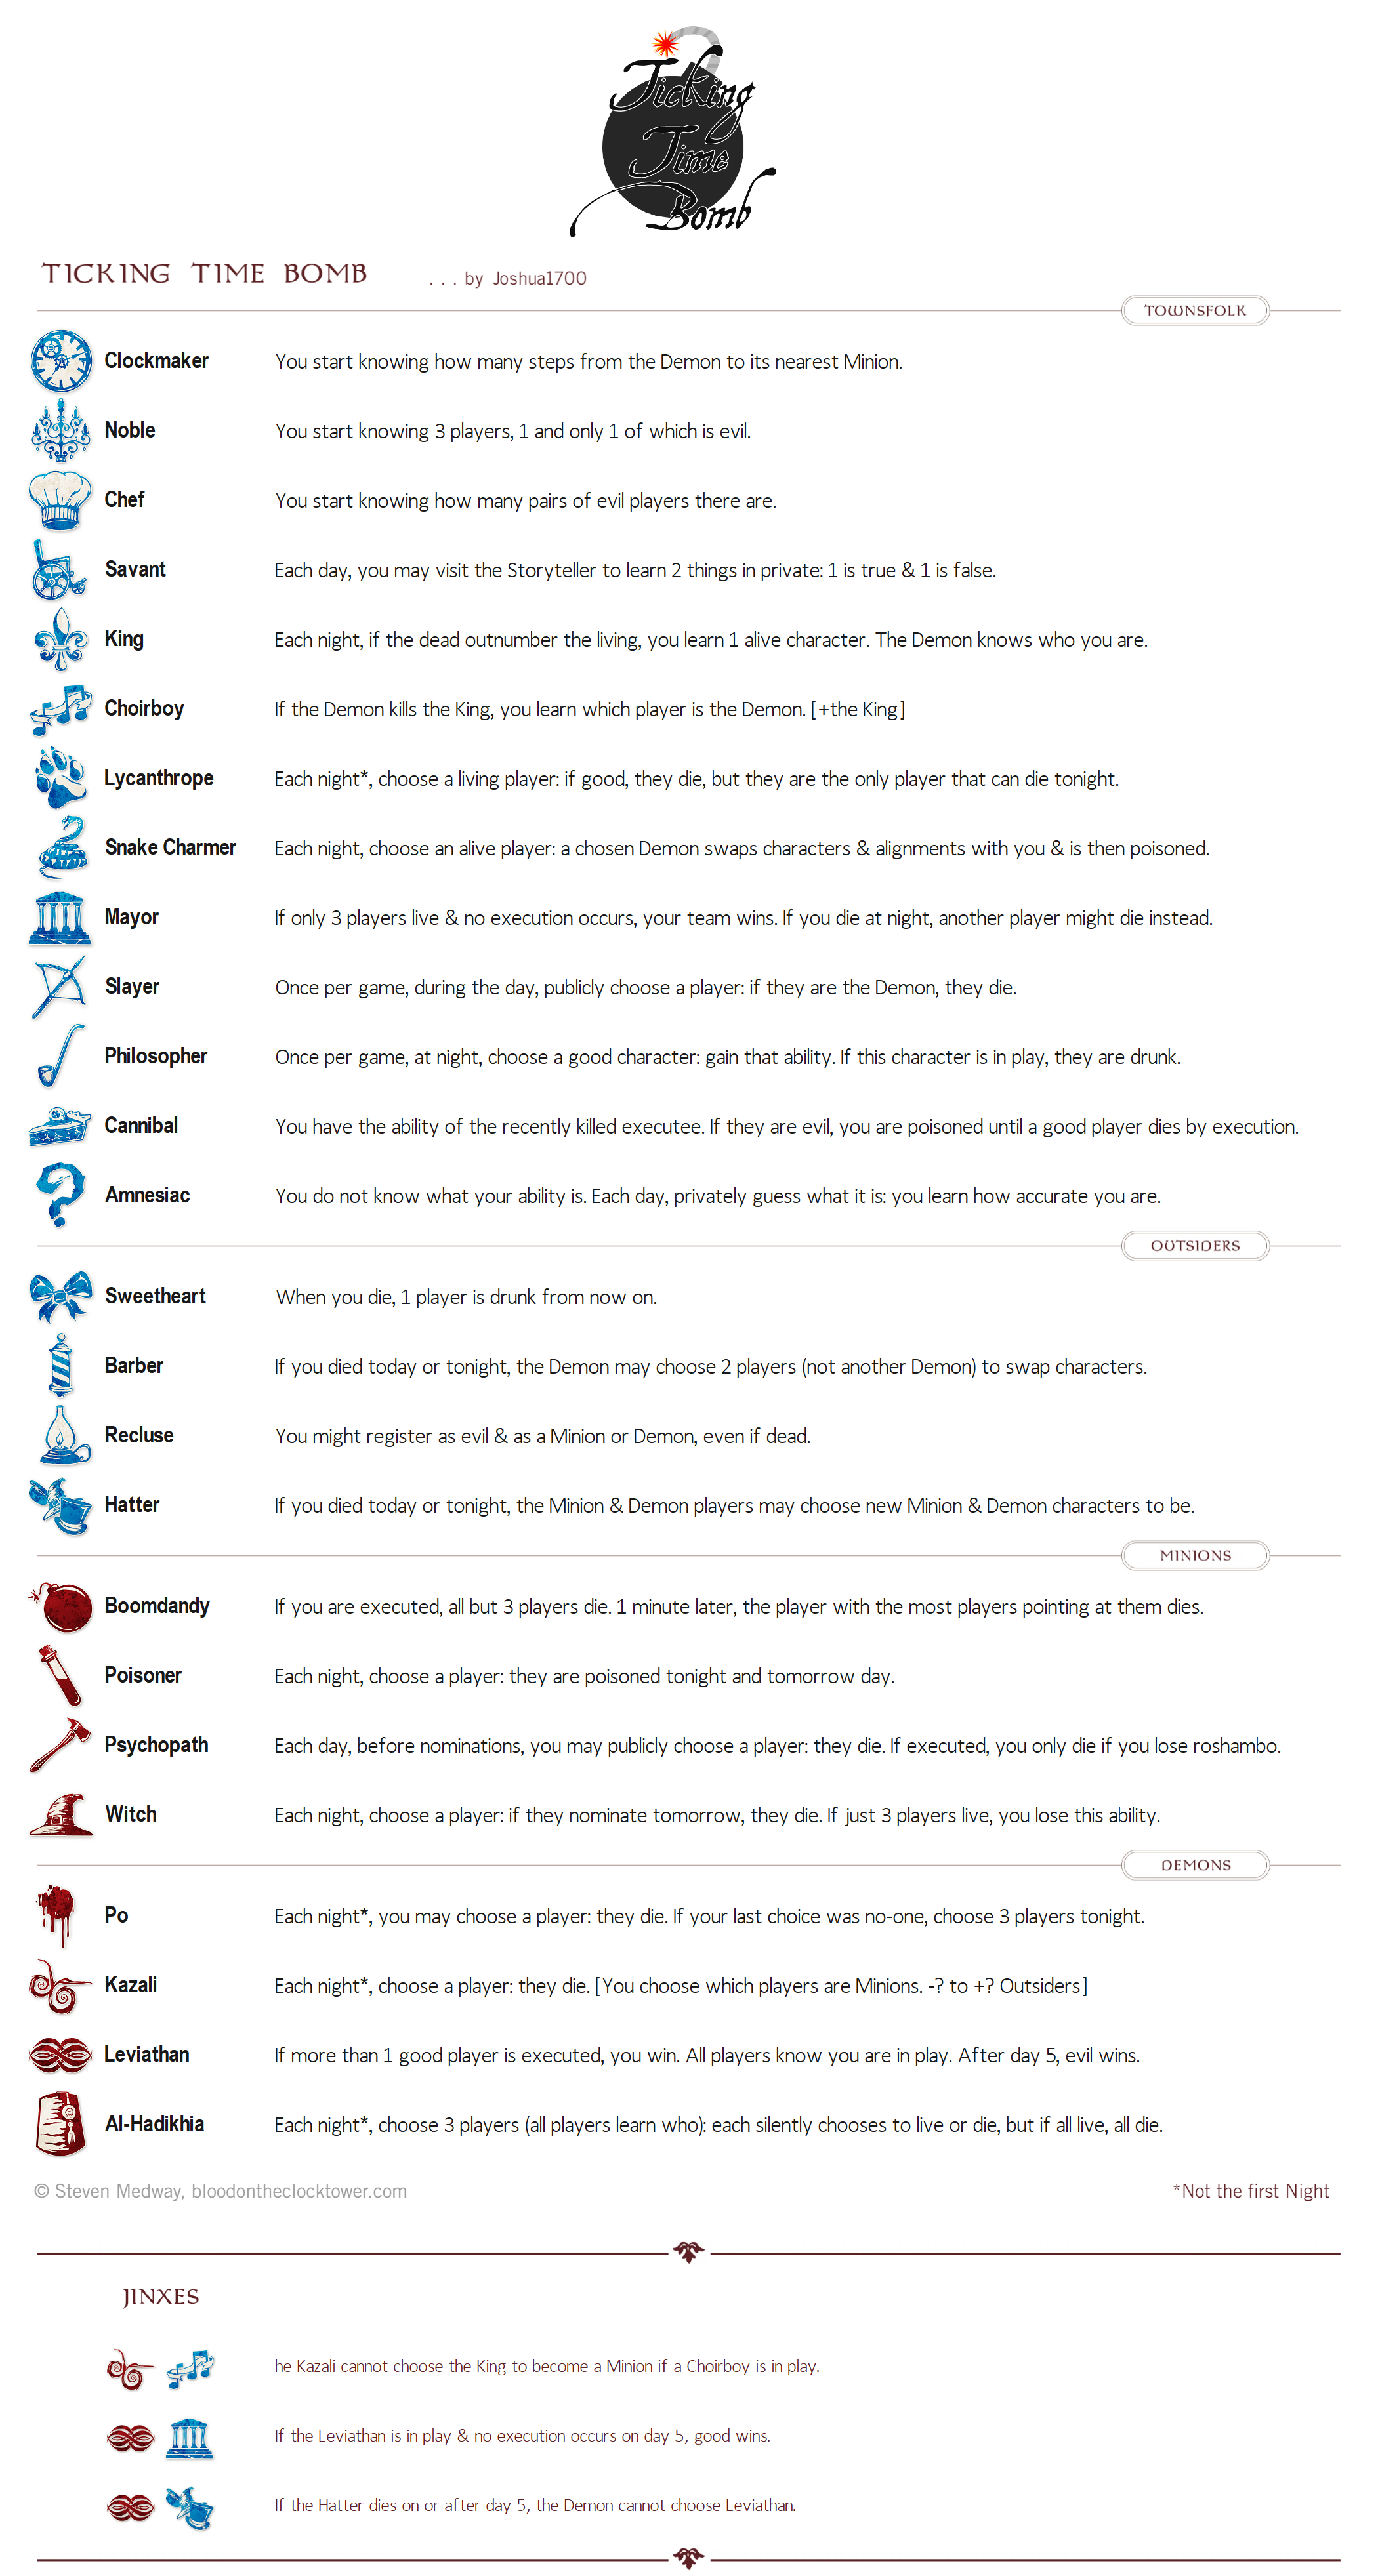 Ticking
Time
Bomb
TICKING TIME BOMB . . . by Joshua1700
TOWNSFOLK
Clockmaker You start knowing how many steps from the Demon to its nearest Minion.
Noble You start knowing 3 players, 1 and only 1 of which is evil.
Chef You start knowing how many pairs of evil players there are.
Savant Each day, you may visit the Storyteller to learn 2 things in private: 1 is true & 1 is false.
King Each night, if the dead outnumber the living, you learn 1 alive character. The Demon knows who you are.
Choirboy If the Demon kills the King, you learn which player is the Demon. [+the King]
Lycanthrope Each night*, choose a living player: if good, they die, but they are the only player that can die tonight.
Snake Charmer Each night, choose an alive player: a chosen Demon swaps characters & alignments with you & is then poisoned.
Mayor If only 3 players live & no execution occurs, your team wins. If you die at night, another player might die instead.
Slayer Once per game, during the day, publicly choose a player: if they are the Demon, they die.
Philosopher Once per game, at night, choose a good character: gain that ability. If this character is in play, they are drunk.
Cannibal You have the ability of the recently killed executee. If they are evil, you are poisoned until a good player dies by execution.
Amnesiac You do not know what your ability is. Each day, privately guess what it is: you learn how accurate you are.
OUTSIDERS
Sweetheart When you die, 1 player is drunk from now on.
Barber If you died today or tonight, the Demon may choose 2 players (not another Demon) to swap characters.
Recluse You might register as evil & as a Minion or Demon, even if dead.
Hatter If you died today or tonight, the Minion & Demon players may choose new Minion & Demon characters to be.
MINIONS
Boomdandy If you are executed, all but 3 players die. 1 minute later, the player with the most players pointing at them dies.
Poisoner Each night, choose a player: they are poisoned tonight and tomorrow day.
Psychopath Each day, before nominations, you may publicly choose a player: they die. If executed, you only die if you lose roshambo.
Witch Each night, choose a player: if they nominate tomorrow, they die. If just 3 players live, you lose this ability.
DEMONS
Po Each night*, you may choose a player: they die. If your last choice was no-one, choose 3 players tonight.
Kazali Each night*, choose a player: they die. [You choose which players are Minions. -? to +? Outsiders]
Leviathan If more than 1 good player is executed, you win. All players know you are in play. After day 5, evil wins.
Al-Hadikhia Each night*, choose 3 players (all players learn who): each silently chooses to live or die, but if all live, all die.
© Steven Medway, bloodontheclocktower.com *Not the first Night
JINXES
he Kazali cannot choose the King to become a Minion if a Choirboy is in play.
If the Leviathan is in play & no execution occurs on day 5, good wins.
If the Hatter dies on or after day 5, the Demon cannot choose Leviathan.